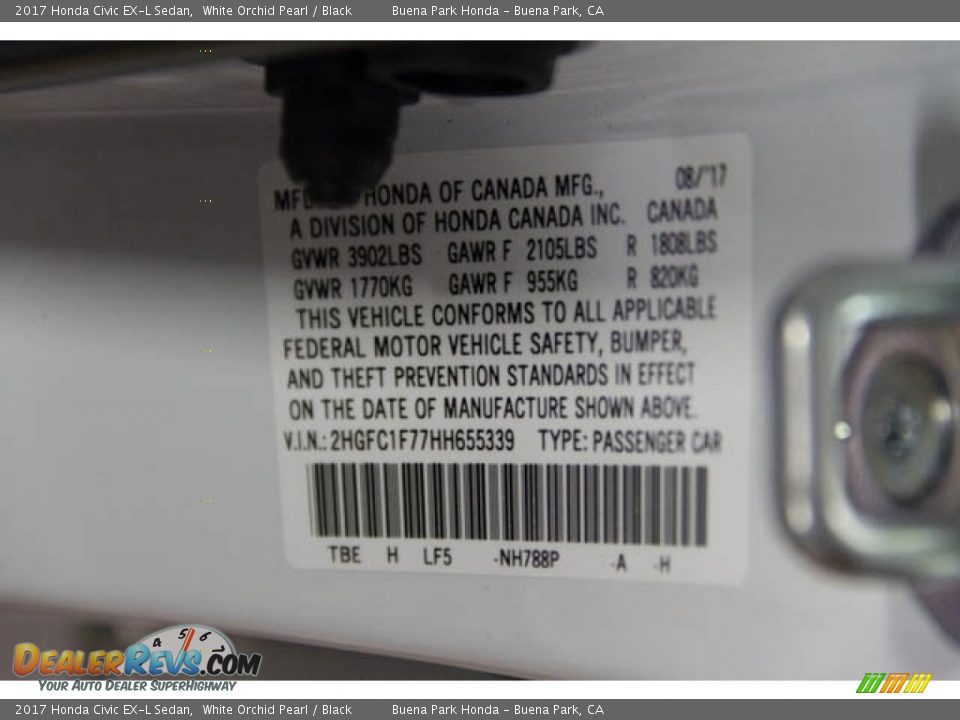 2017 Honda Civic EX-L Sedan, White Orchid Pearl / Black Buena Park Honda - Buena Park, CA
HONDA OF CANADA MFG., 08/'17
A DIVISION OF HONDA CANADA INC. CANADA
GVWR 3902LBS GAWR F 2105LBS R 1808LBS
GVWR 1770KG GAWR F 955KG R 820KG
THIS VEHICLE CONFORMS TO ALL APPLICABLE
FEDERAL MOTOR VEHICLE SAFETY, BUMPER,
AND THEFT PREVENTION STANDARDS IN EFFECT
ON THE DATE OF MANUFACTURE SHOWN ABOVE.
V.I.N.: 2HGFC1F77HH655339 TYPE: PASSENGER CAR
TBE H LF5 -NH788P -A -H
4 5 6
DEALERREVS.COM
YOUR AUTO DEALER SUPERHIGHWAY
2017 Honda Civic EX-L Sedan, White Orchid Pearl / Black Buena Park Honda - Buena Park, CA